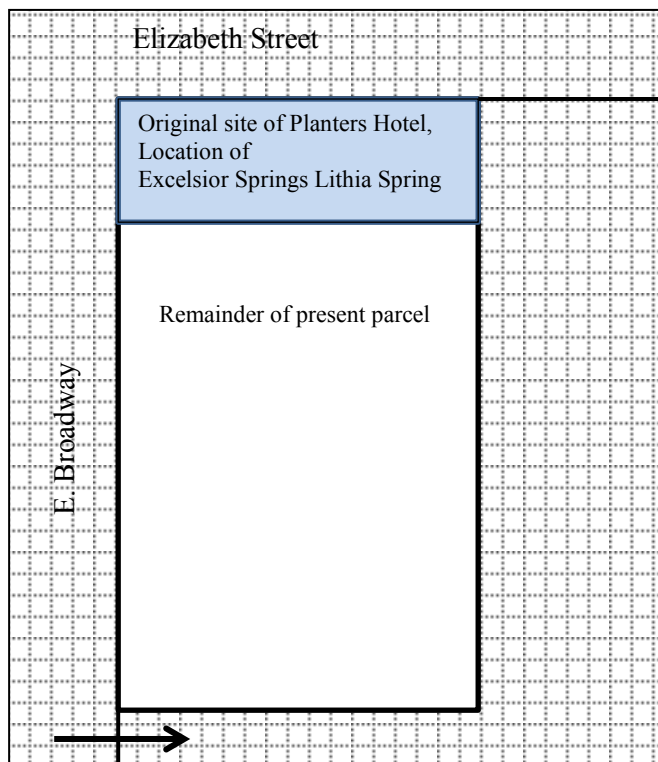 Elizabeth Street
Original site of Planters Hotel,
Location of
Excelsior Springs Lithia Spring
Remainder of present parcel
E. Broadway